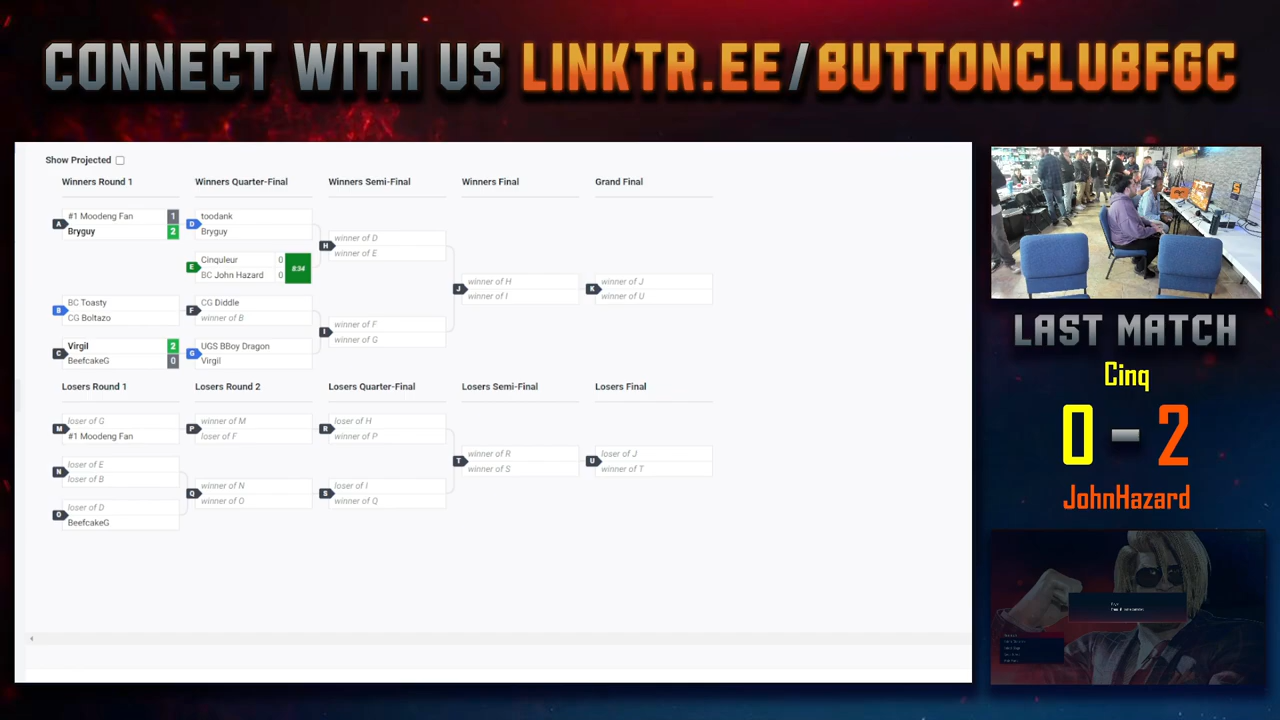 CONNECT WITH US LINKTR.EE/BUTTONCLUBFGC
Show Projected
Winners Round 1
Winners Quarter-Final
Winners Semi-Final
Winners Final
Grand Final
A
#1 Moodeng Fan 1
Bryguy 2
D
toodank
Bryguy
H
winner of D
winner of E
E
Cinquleur 0
BC John Hazard 0
8:34
J
winner of H
winner of I
K
winner of J
winner of U
B
BC Toasty
CG Boltazo
F
CG Diddle
winner of B
I
winner of F
winner of G
C
Virgil 2
BeefcakeG 0
G
UGS BBoy Dragon
Virgil
Losers Round 1
Losers Round 2
Losers Quarter-Final
Losers Semi-Final
Losers Final
M
loser of G
#1 Moodeng Fan
P
winner of M
loser of F
R
loser of H
winner of P
T
winner of R
winner of S
U
loser of J
winner of T
N
loser of E
loser of B
Q
winner of N
winner of O
S
loser of I
winner of Q
O
loser of D
BeefcakeG
LAST MATCH
Cinq
0 - 2
JohnHazard